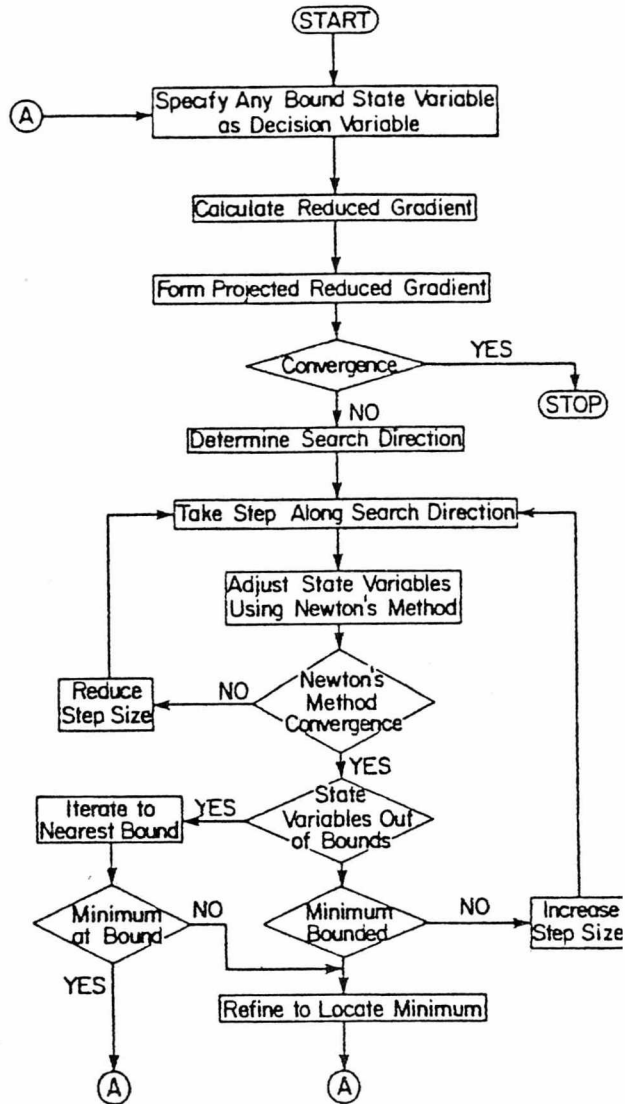 START
A
Specify Any Bound State Variable
as Decision Variable
Calculate Reduced Gradient
Form Projected Reduced Gradient
Convergence
YES
STOP
NO
Determine Search Direction
Take Step Along Search Direction
Adjust State Variables
Using Newton's Method
Reduce
Step Size
NO
Newton's
Method
Convergence
YES
Iterate to
Nearest Bound
YES
State
Variables Out
of Bounds
Minimum
at Bound
NO
Minimum
Bounded
NO
Increase
Step Size
YES
Refine to Locate Minimum
A
A